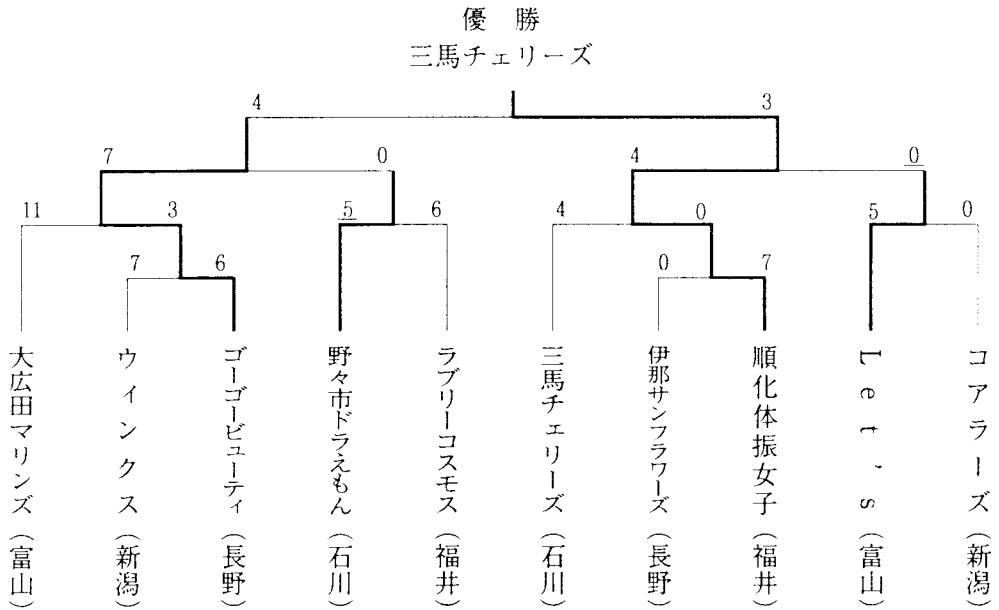 優勝
三馬チェリーズ
4 3
7 0 4 0
11 3 5 6 4 0 5 0
7 6 0 7
大広田マリンズ(富山)
ウィンクス(新潟)
ゴーゴービューティ(長野)
野々市ドラえもん(石川)
ラブリーコスモス(福井)
三馬チェリーズ(石川)
伊那サンフラワーズ(長野)
順化体振女子(福井)
Let's(富山)
コアラーズ(新潟)